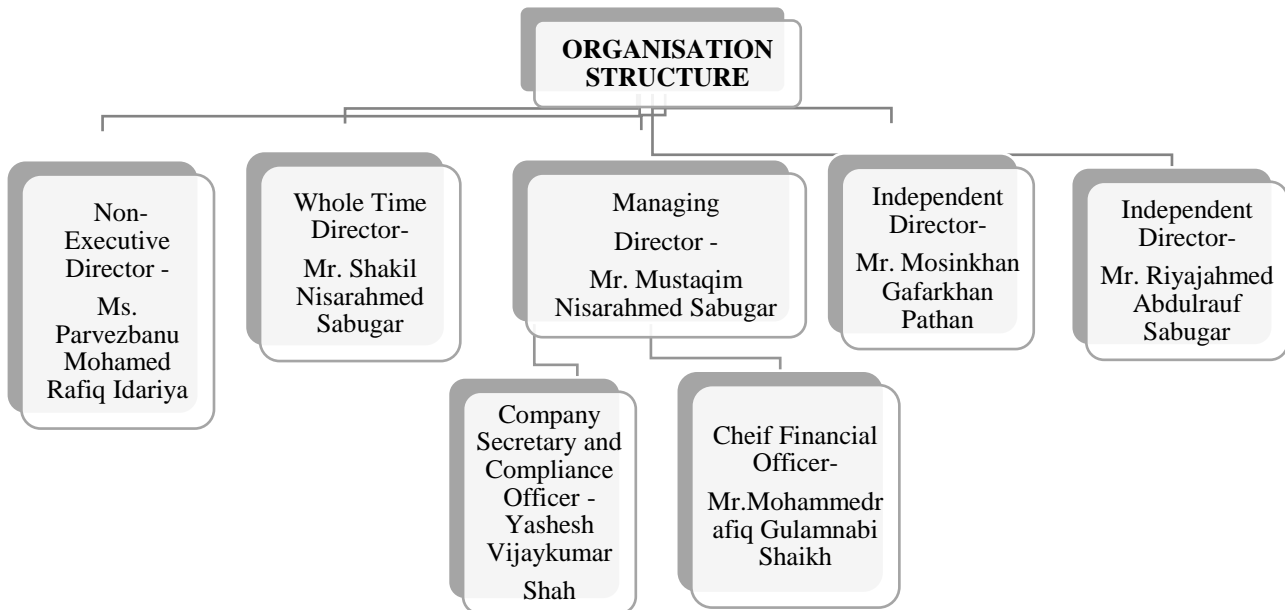 ORGANISATION
STRUCTURE
Non-
Executive
Director -
Ms.
Parvezbanu
Mohamed
Rafiq Idariya
Whole Time
Director-
Mr. Shakil
Nisarahmed
Sabugar
Managing
Director -
Mr. Mustaqim
Nisarahmed Sabugar
Independent
Director-
Mr. Mosinkhan
Gafarkhan
Pathan
Independent
Director-
Mr. Riyajahmed
Abdulrauf
Sabugar
Company
Secretary and
Compliance
Officer -
Yashesh
Vijaykumar
Shah
Cheif Financial
Officer-
Mr.Mohammedr
afiq Gulamnabi
Shaikh